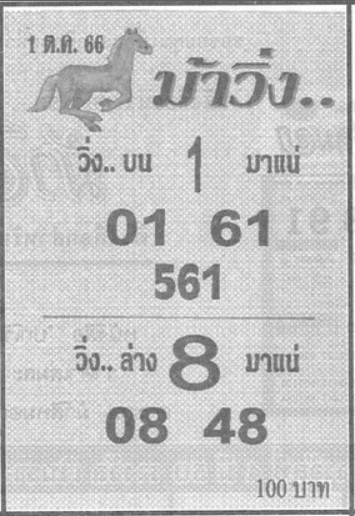 1 ต.ค. 66
ม้าวิ่ง..
วิ่ง.. บน 1 มาแน่
01 61
561
วิ่ง.. ล่าง 8 มาแน่
08 48
100 บาท